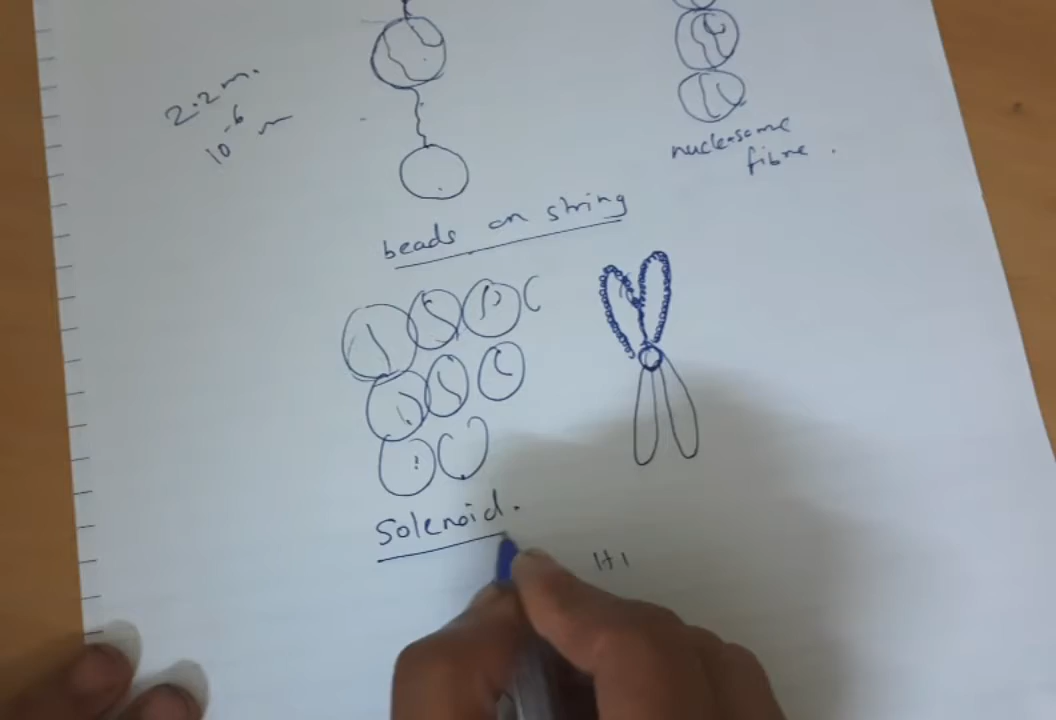 2.2 m.
10⁻⁶ m
nucleosome
fibre.
beads on string
Solenoid.
H1